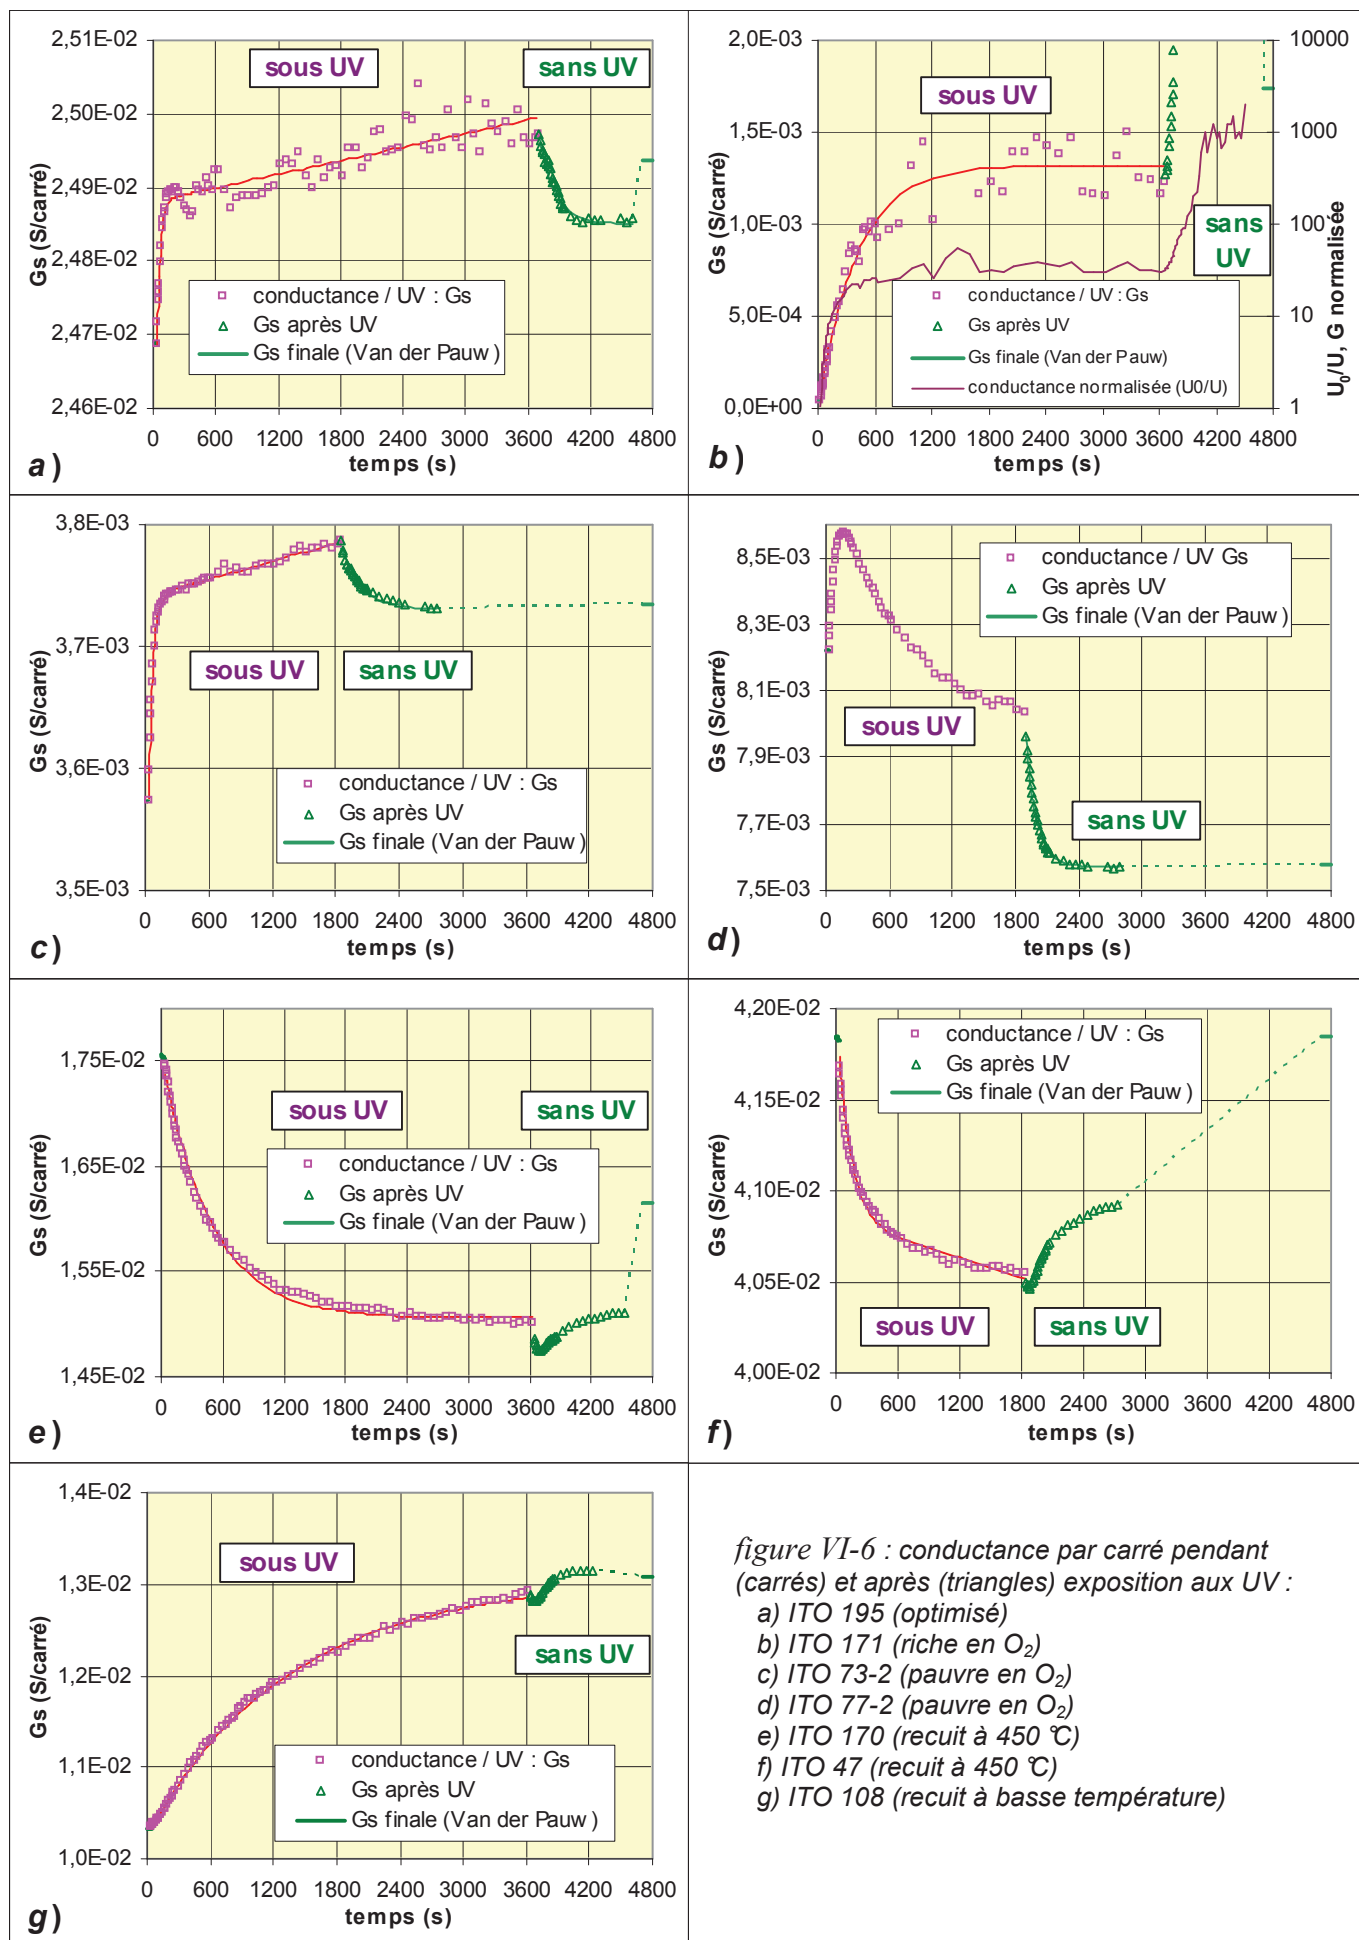 2,51E-02
2,50E-02
2,49E-02
2,48E-02
2,47E-02
2,46E-02
Gs (S/carré)
sous UV
sans UV
conductance / UV : Gs
Gs après UV
Gs finale (Van der Pauw)
0 600 1200 1800 2400 3000 3600 4200 4800
temps (s)
a)
2,0E-03
1,5E-03
1,0E-03
5,0E-04
0,0E+00
Gs (S/carré)
10000
1000
100
10
1
U0/U, G normalisée
sous UV
sans
UV
conductance / UV : Gs
Gs après UV
Gs finale (Van der Pauw)
conductance normalisée (U0/U)
0 600 1200 1800 2400 3000 3600 4200 4800
temps (s)
b)
3,8E-03
3,7E-03
3,6E-03
3,5E-03
Gs (S/carré)
sous UV
sans UV
conductance / UV : Gs
Gs après UV
Gs finale (Van der Pauw)
0 600 1200 1800 2400 3000 3600 4200 4800
temps (s)
c)
8,5E-03
8,3E-03
8,1E-03
7,9E-03
7,7E-03
7,5E-03
Gs (S/carré)
conductance / UV Gs
Gs après UV
Gs finale (Van der Pauw)
sous UV
sans UV
0 600 1200 1800 2400 3000 3600 4200 4800
temps (s)
d)
1,75E-02
1,65E-02
1,55E-02
1,45E-02
Gs (S/carré)
sous UV
sans UV
conductance / UV : Gs
Gs après UV
Gs finale (Van der Pauw)
0 600 1200 1800 2400 3000 3600 4200 4800
temps (s)
e)
4,20E-02
4,15E-02
4,10E-02
4,05E-02
4,00E-02
Gs (S/carré)
conductance / UV : Gs
Gs après UV
Gs finale (Van der Pauw)
sous UV
sans UV
0 600 1200 1800 2400 3000 3600 4200 4800
temps (s)
f)
1,4E-02
1,3E-02
1,2E-02
1,1E-02
1,0E-02
Gs (S/carré)
sous UV
sans UV
conductance / UV : Gs
Gs après UV
Gs finale (Van der Pauw)
0 600 1200 1800 2400 3000 3600 4200 4800
temps (s)
g)
figure VI-6 : conductance par carré pendant
(carrés) et après (triangles) exposition aux UV :
a) ITO 195 (optimisé)
b) ITO 171 (riche en O2)
c) ITO 73-2 (pauvre en O2)
d) ITO 77-2 (pauvre en O2)
e) ITO 170 (recuit à 450 °C)
f) ITO 47 (recuit à 450 °C)
g) ITO 108 (recuit à basse température)